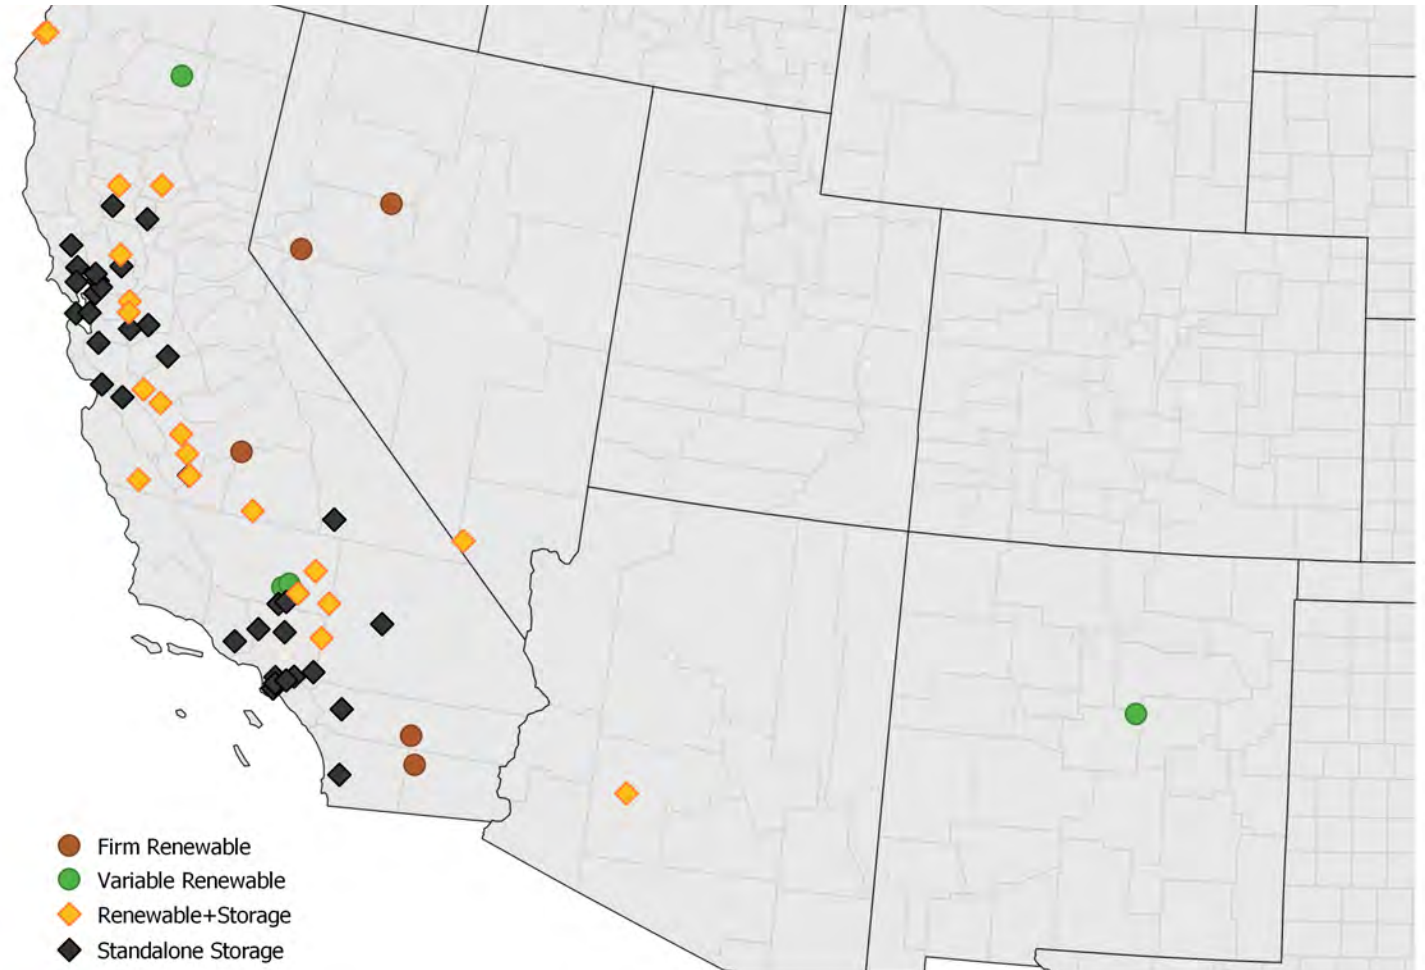 Firm Renewable
Variable Renewable
Renewable+Storage
Standalone Storage